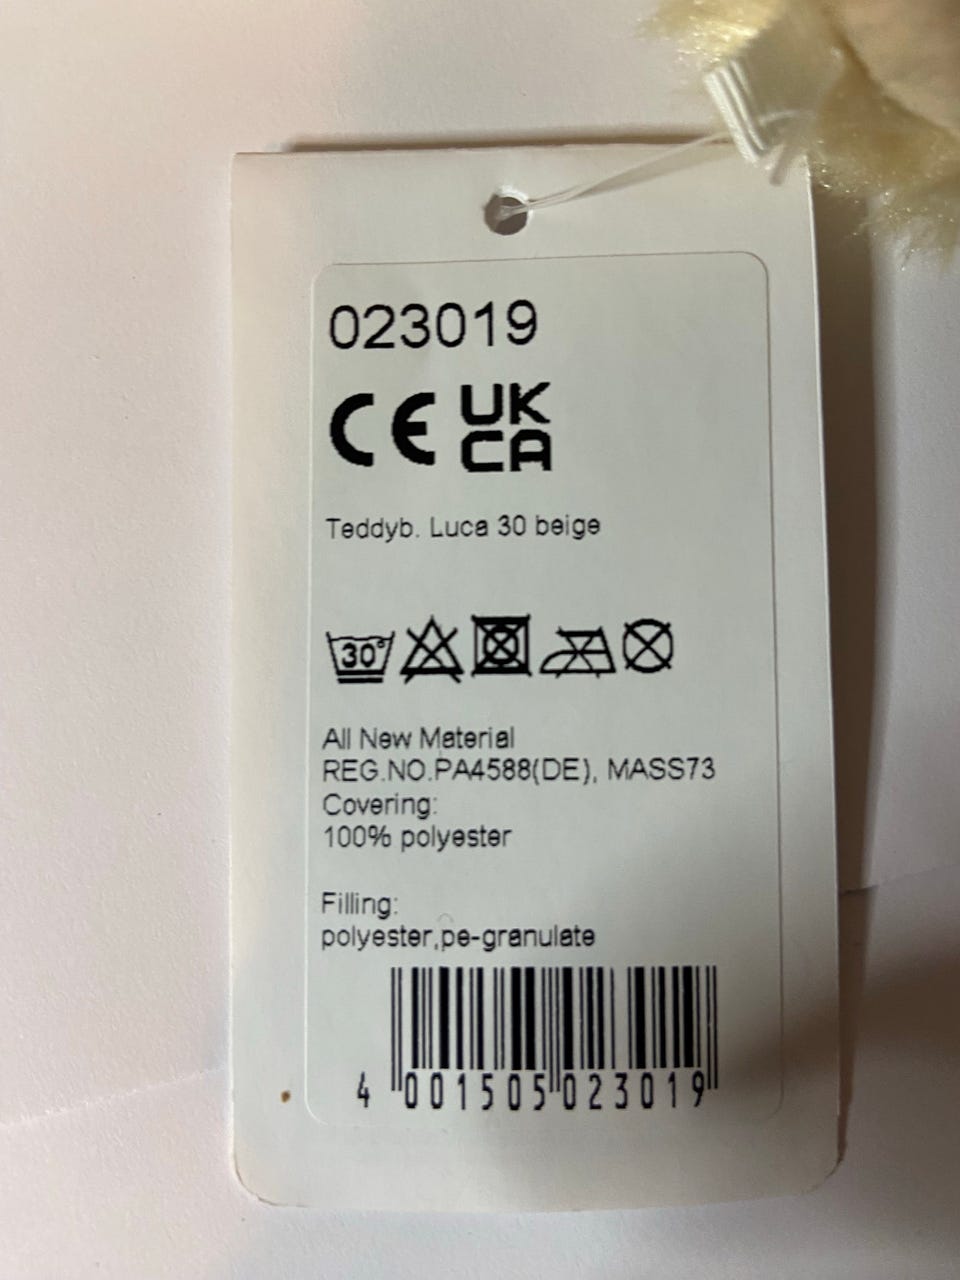 023019
CE UK
CA
Teddyb. Luca 30 beige
30°
All New Material
REG.NO.PA4588(DE), MASS73
Covering:
100% polyester
Filling:
polyester,pe-granulate
4 001505 023019